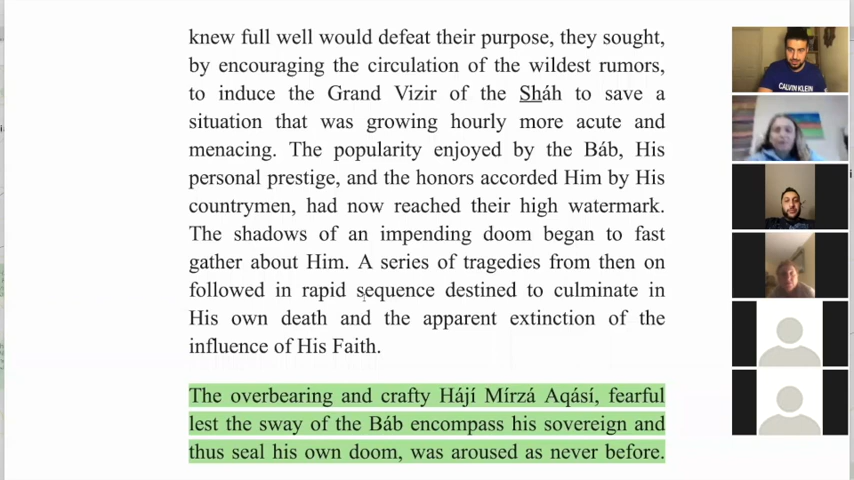 knew full well would defeat their purpose, they sought,
by encouraging the circulation of the wildest rumors,
to induce the Grand Vizir of the Sháh to save a
situation that was growing hourly more acute and
menacing. The popularity enjoyed by the Báb, His
personal prestige, and the honors accorded Him by His
countrymen, had now reached their high watermark.
The shadows of an impending doom began to fast
gather about Him. A series of tragedies from then on
followed in rapid sequence destined to culminate in
His own death and the apparent extinction of the
influence of His Faith.
The overbearing and crafty Hájí Mírzá Aqásí, fearful
lest the sway of the Báb encompass his sovereign and
thus seal his own doom, was aroused as never before.
CALVIN KLEIN